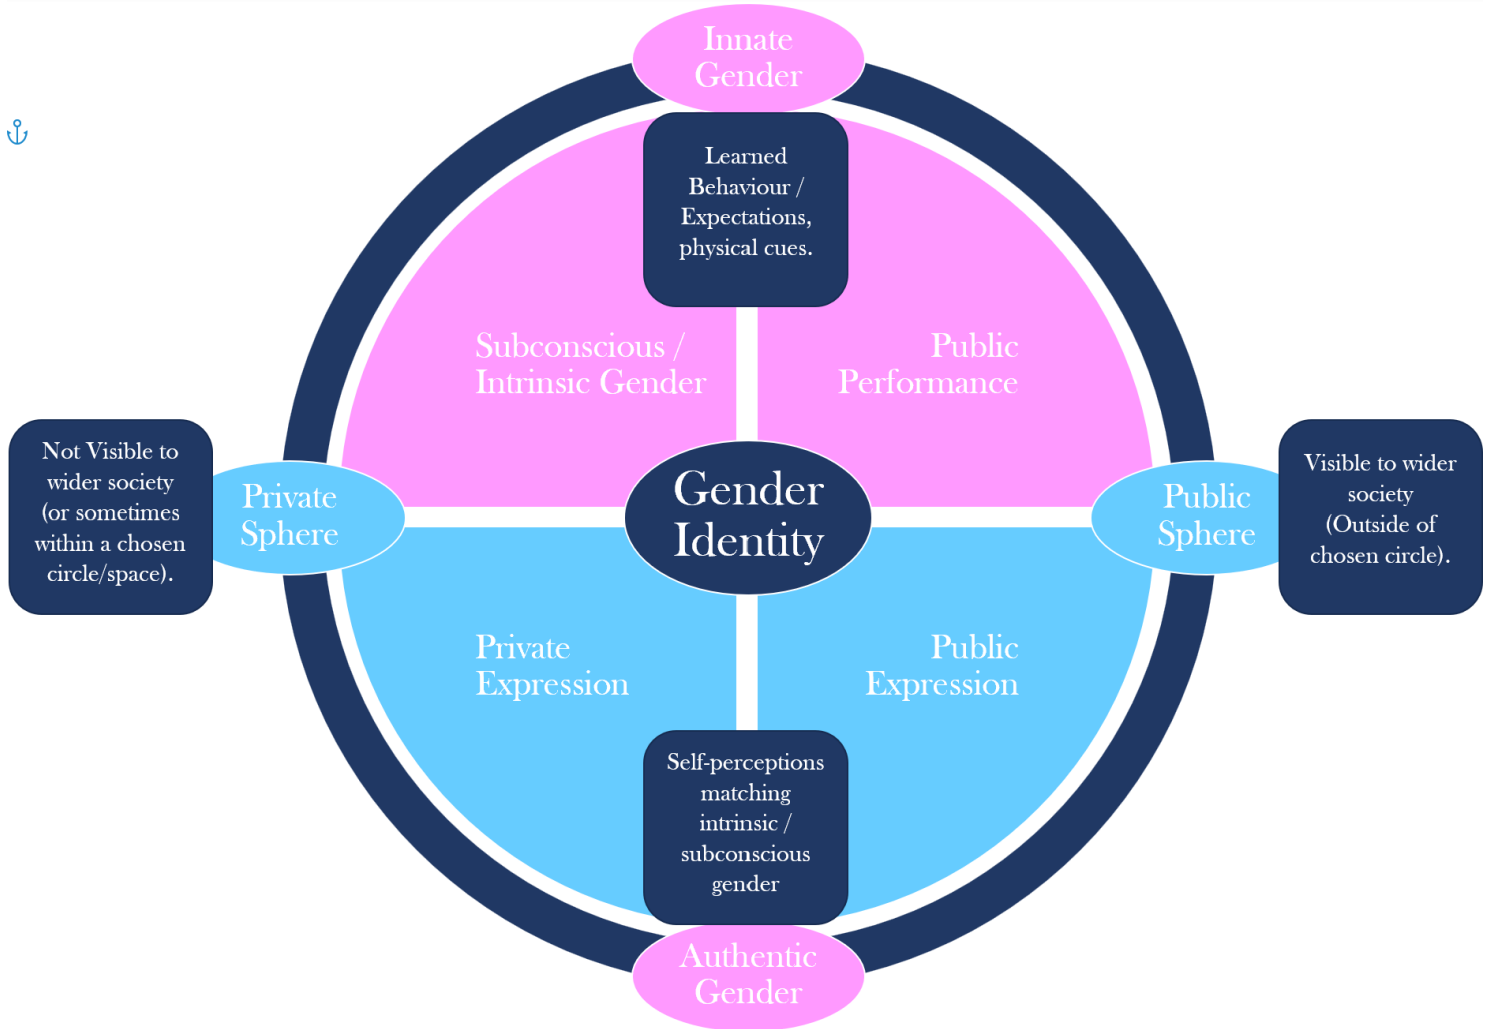 Innate
Gender
Learned
Behaviour /
Expectations,
physical cues.
Subconscious /
Intrinsic Gender
Public
Performance
Not Visible to
wider society
(or sometimes
within a chosen
circle/space).
Private
Sphere
Gender
Identity
Public
Sphere
Visible to wider
society
(Outside of
chosen circle).
Private
Expression
Public
Expression
Self-perceptions
matching
intrinsic /
subconscious
gender
Authentic
Gender